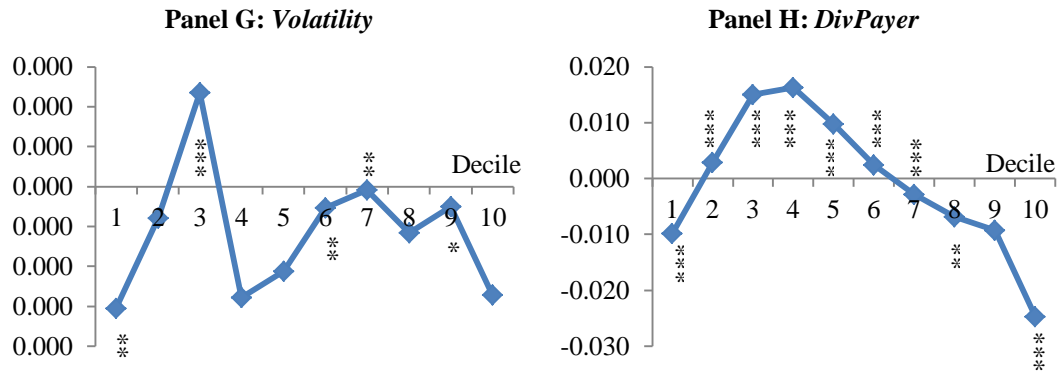 Panel G: Volatility
0.000
0.000
0.000
0.000
0.000
0.000
0.000
0.000
Decile
1 2 3 4 5 6 7 8 9 10
** *** ** ** *
Panel H: DivPayer
0.020
0.010
0.000
-0.010
-0.020
-0.030
Decile
1 2 3 4 5 6 7 8 9 10
*** *** *** *** *** *** *** ** ***